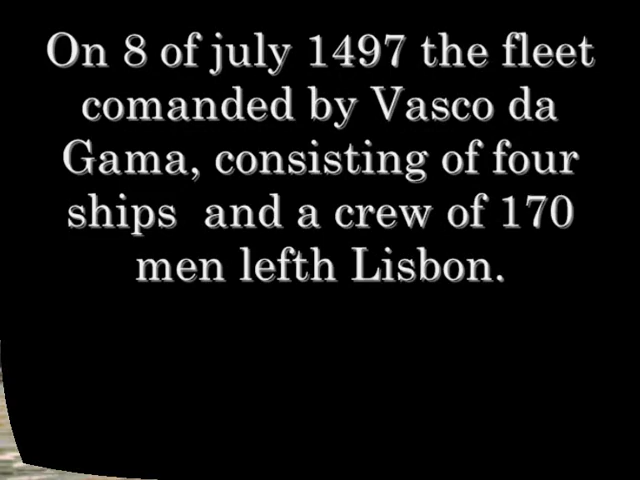 On 8 of july 1497 the fleet
comanded by Vasco da
Gama, consisting of four
ships  and a crew of 170
men lefth Lisbon.